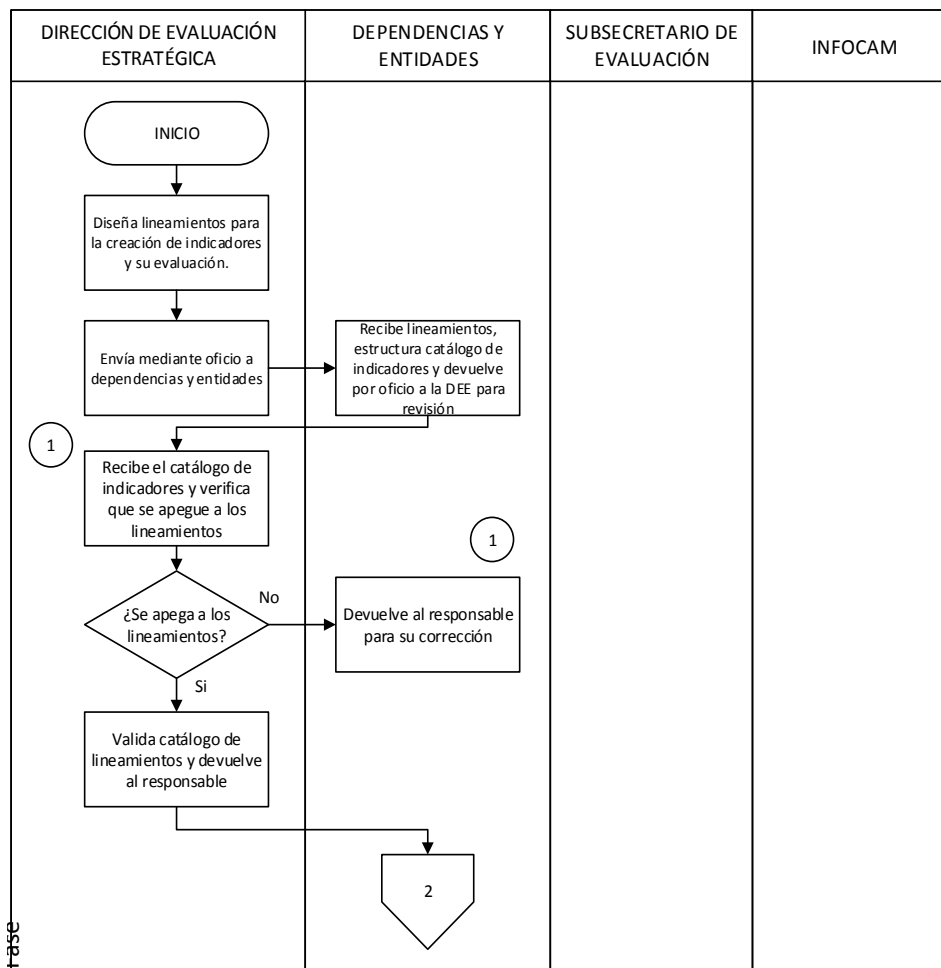 DIRECCIÓN DE EVALUACIÓN
ESTRATÉGICA
DEPENDENCIAS Y
ENTIDADES
SUBSECRETARIO DE
EVALUACIÓN
INFOCAM
INICIO
Diseña lineamientos para
la creación de indicadores
y su evaluación.
Envía mediante oficio a
dependencias y entidades
Recibe lineamientos,
estructura catálogo de
indicadores y devuelve
por oficio a la DEE para
revisión
1
Recibe el catálogo de
indicadores y verifica
que se apegue a los
lineamientos
1
¿Se apega a los
lineamientos?
No
Devuelve al responsable
para su corrección
Si
Valida catálogo de
lineamientos y devuelve
al responsable
2
Fase